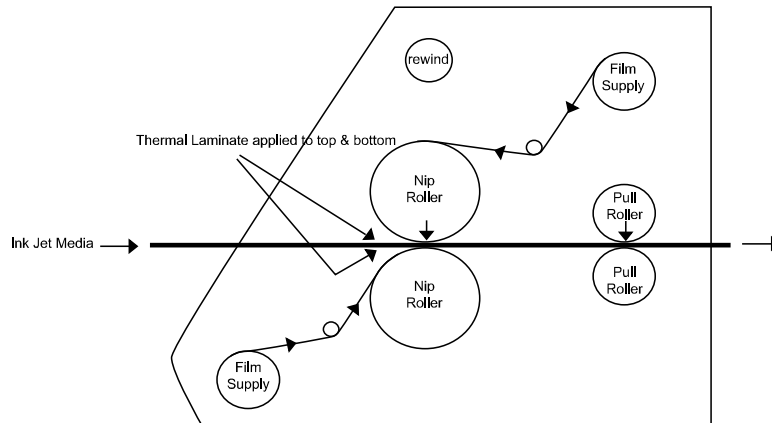 rewind
Film
Supply
Thermal Laminate applied to top & bottom
Nip
Roller
Pull
Roller
Ink Jet Media
Nip
Roller
Pull
Roller
Film
Supply